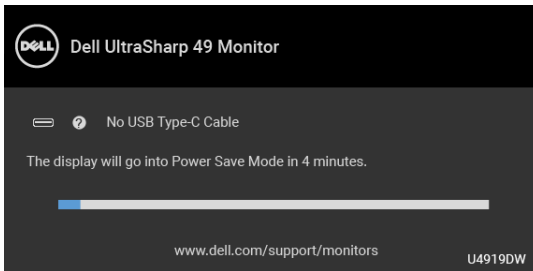 DELL
Dell UltraSharp 49 Monitor
? No USB Type-C Cable
The display will go into Power Save Mode in 4 minutes.
www.dell.com/support/monitors
U4919DW